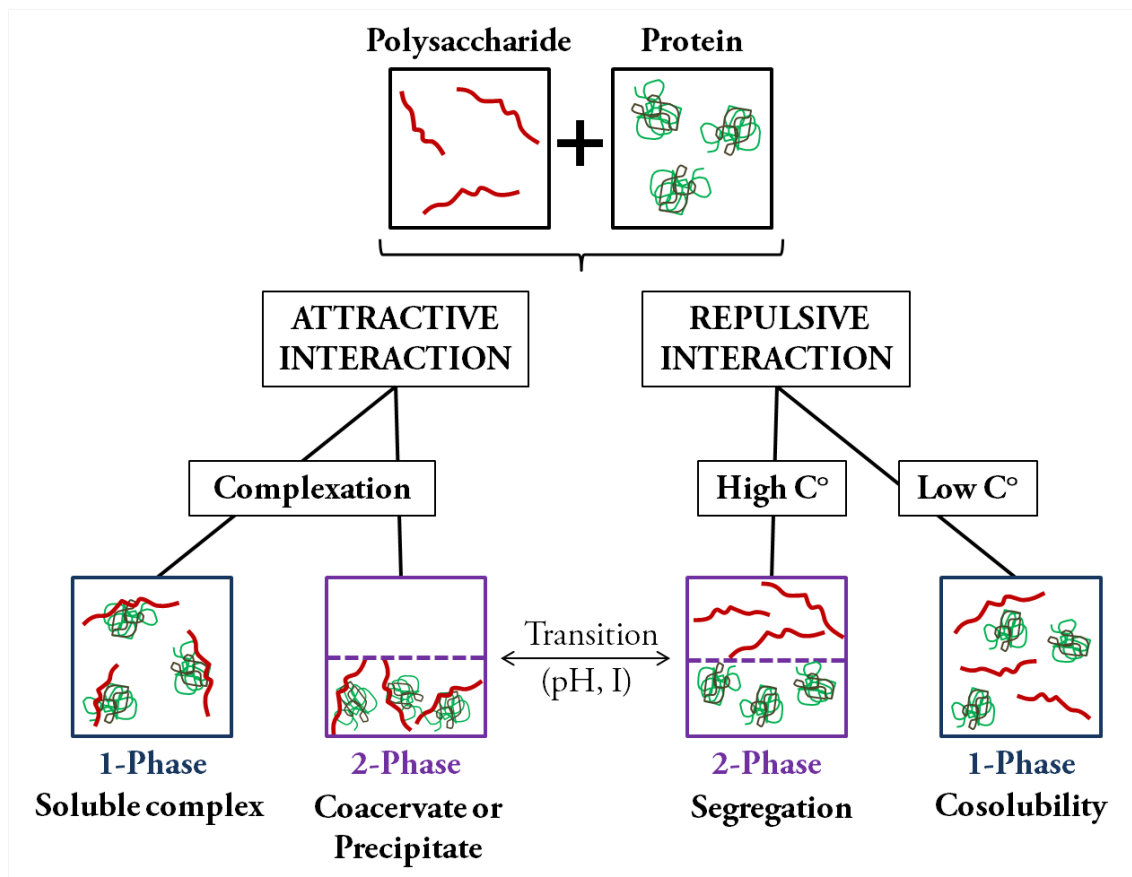 Polysaccharide
Protein
ATTRACTIVE
INTERACTION
REPULSIVE
INTERACTION
Complexation
High C°
Low C°
Transition
(pH, I)
1-Phase
Soluble complex
2-Phase
Coacervate or
Precipitate
2-Phase
Segregation
1-Phase
Cosolubility